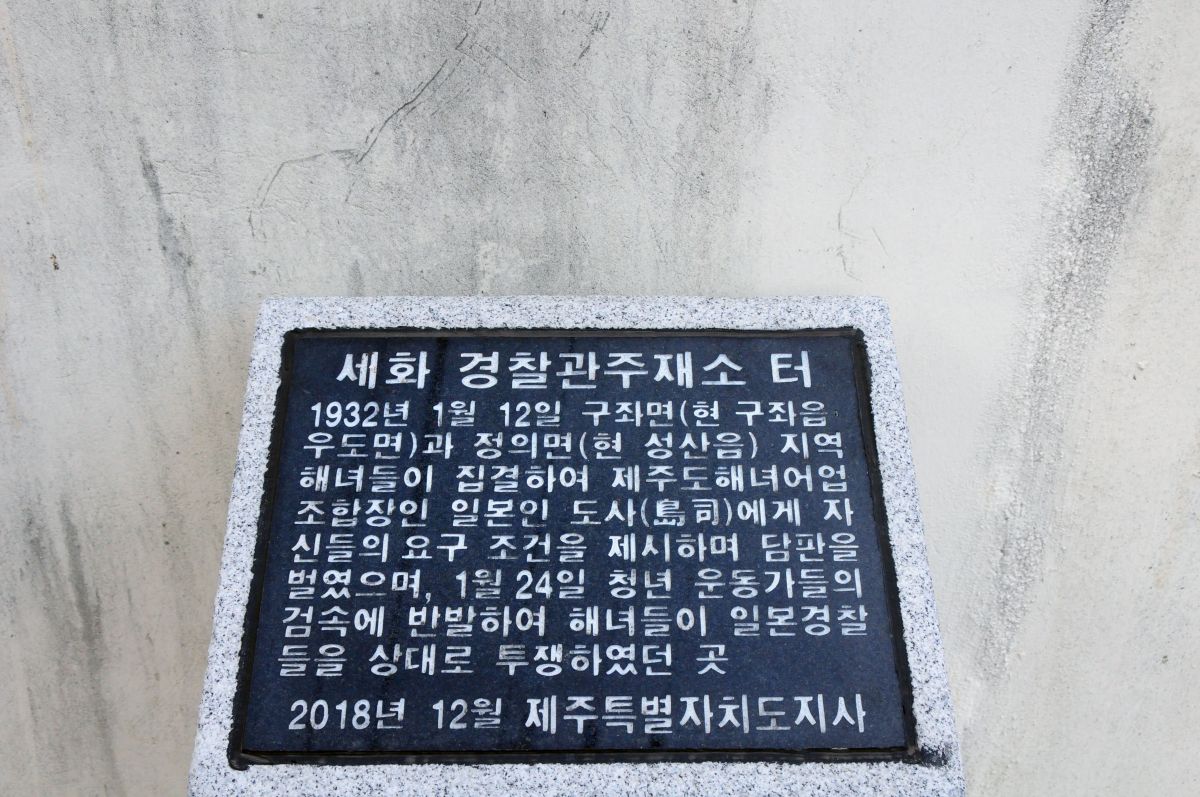 세화 경찰관주재소 터
1932년 1월 12일 구좌면(현 구좌읍
우도면)과 정의면(현 성산읍) 지역
해녀들이 집결하여 제주도해녀어업
조합장인 일본인 도사(島司)에게 자
신들의 요구 조건을 제시하며 담판을
벌였으며, 1월 24일 청년 운동가들의
검속에 반발하여 해녀들이 일본경찰
들을 상대로 투쟁하였던 곳
2018년 12월 제주특별자치도지사